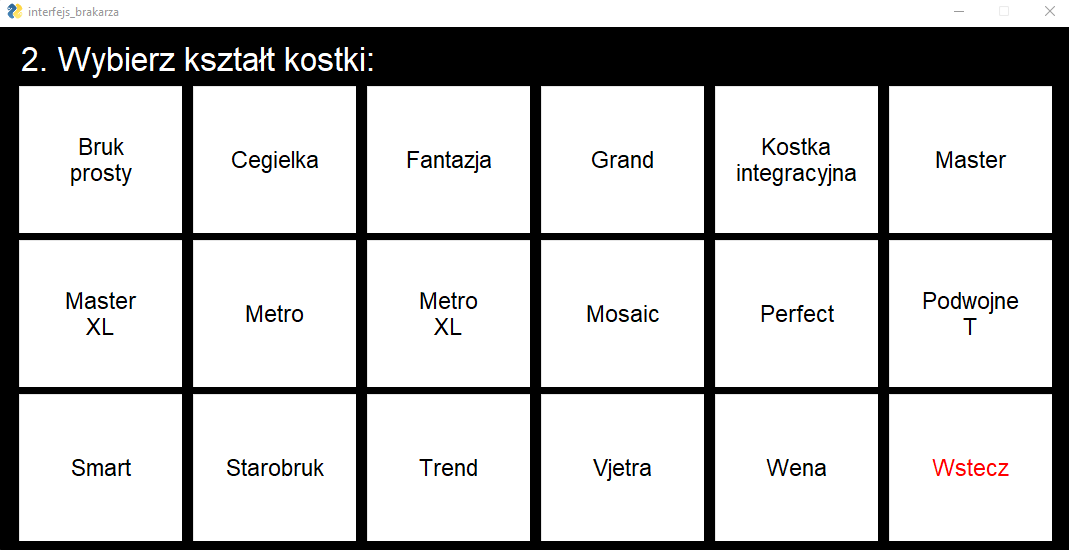 interfejs_brakarza
2. Wybierz kształt kostki:
Bruk
prosty
Cegielka
Fantazja
Grand
Kostka
integracyjna
Master
Master
XL
Metro
Metro
XL
Mosaic
Perfect
Podwojne
T
Smart
Starobruk
Trend
Vjetra
Wena
Wstecz